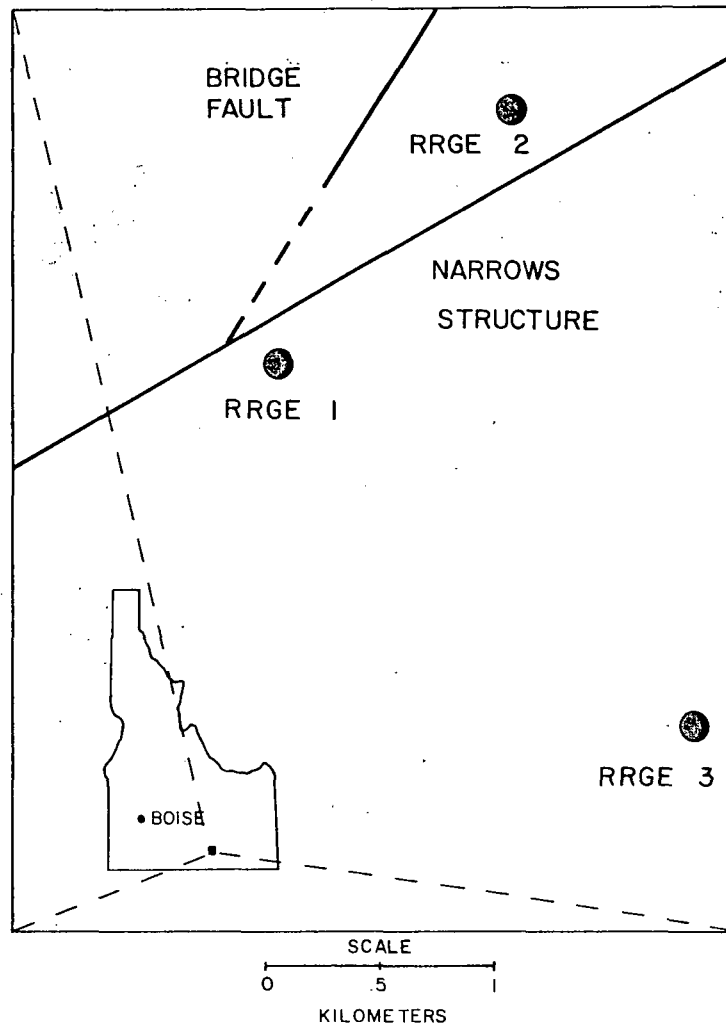 BRIDGE
FAULT
RRGE 2
NARROWS
STRUCTURE
RRGE 1
RRGE 3
BOISE
SCALE
0 .5 1
KILOMETERS